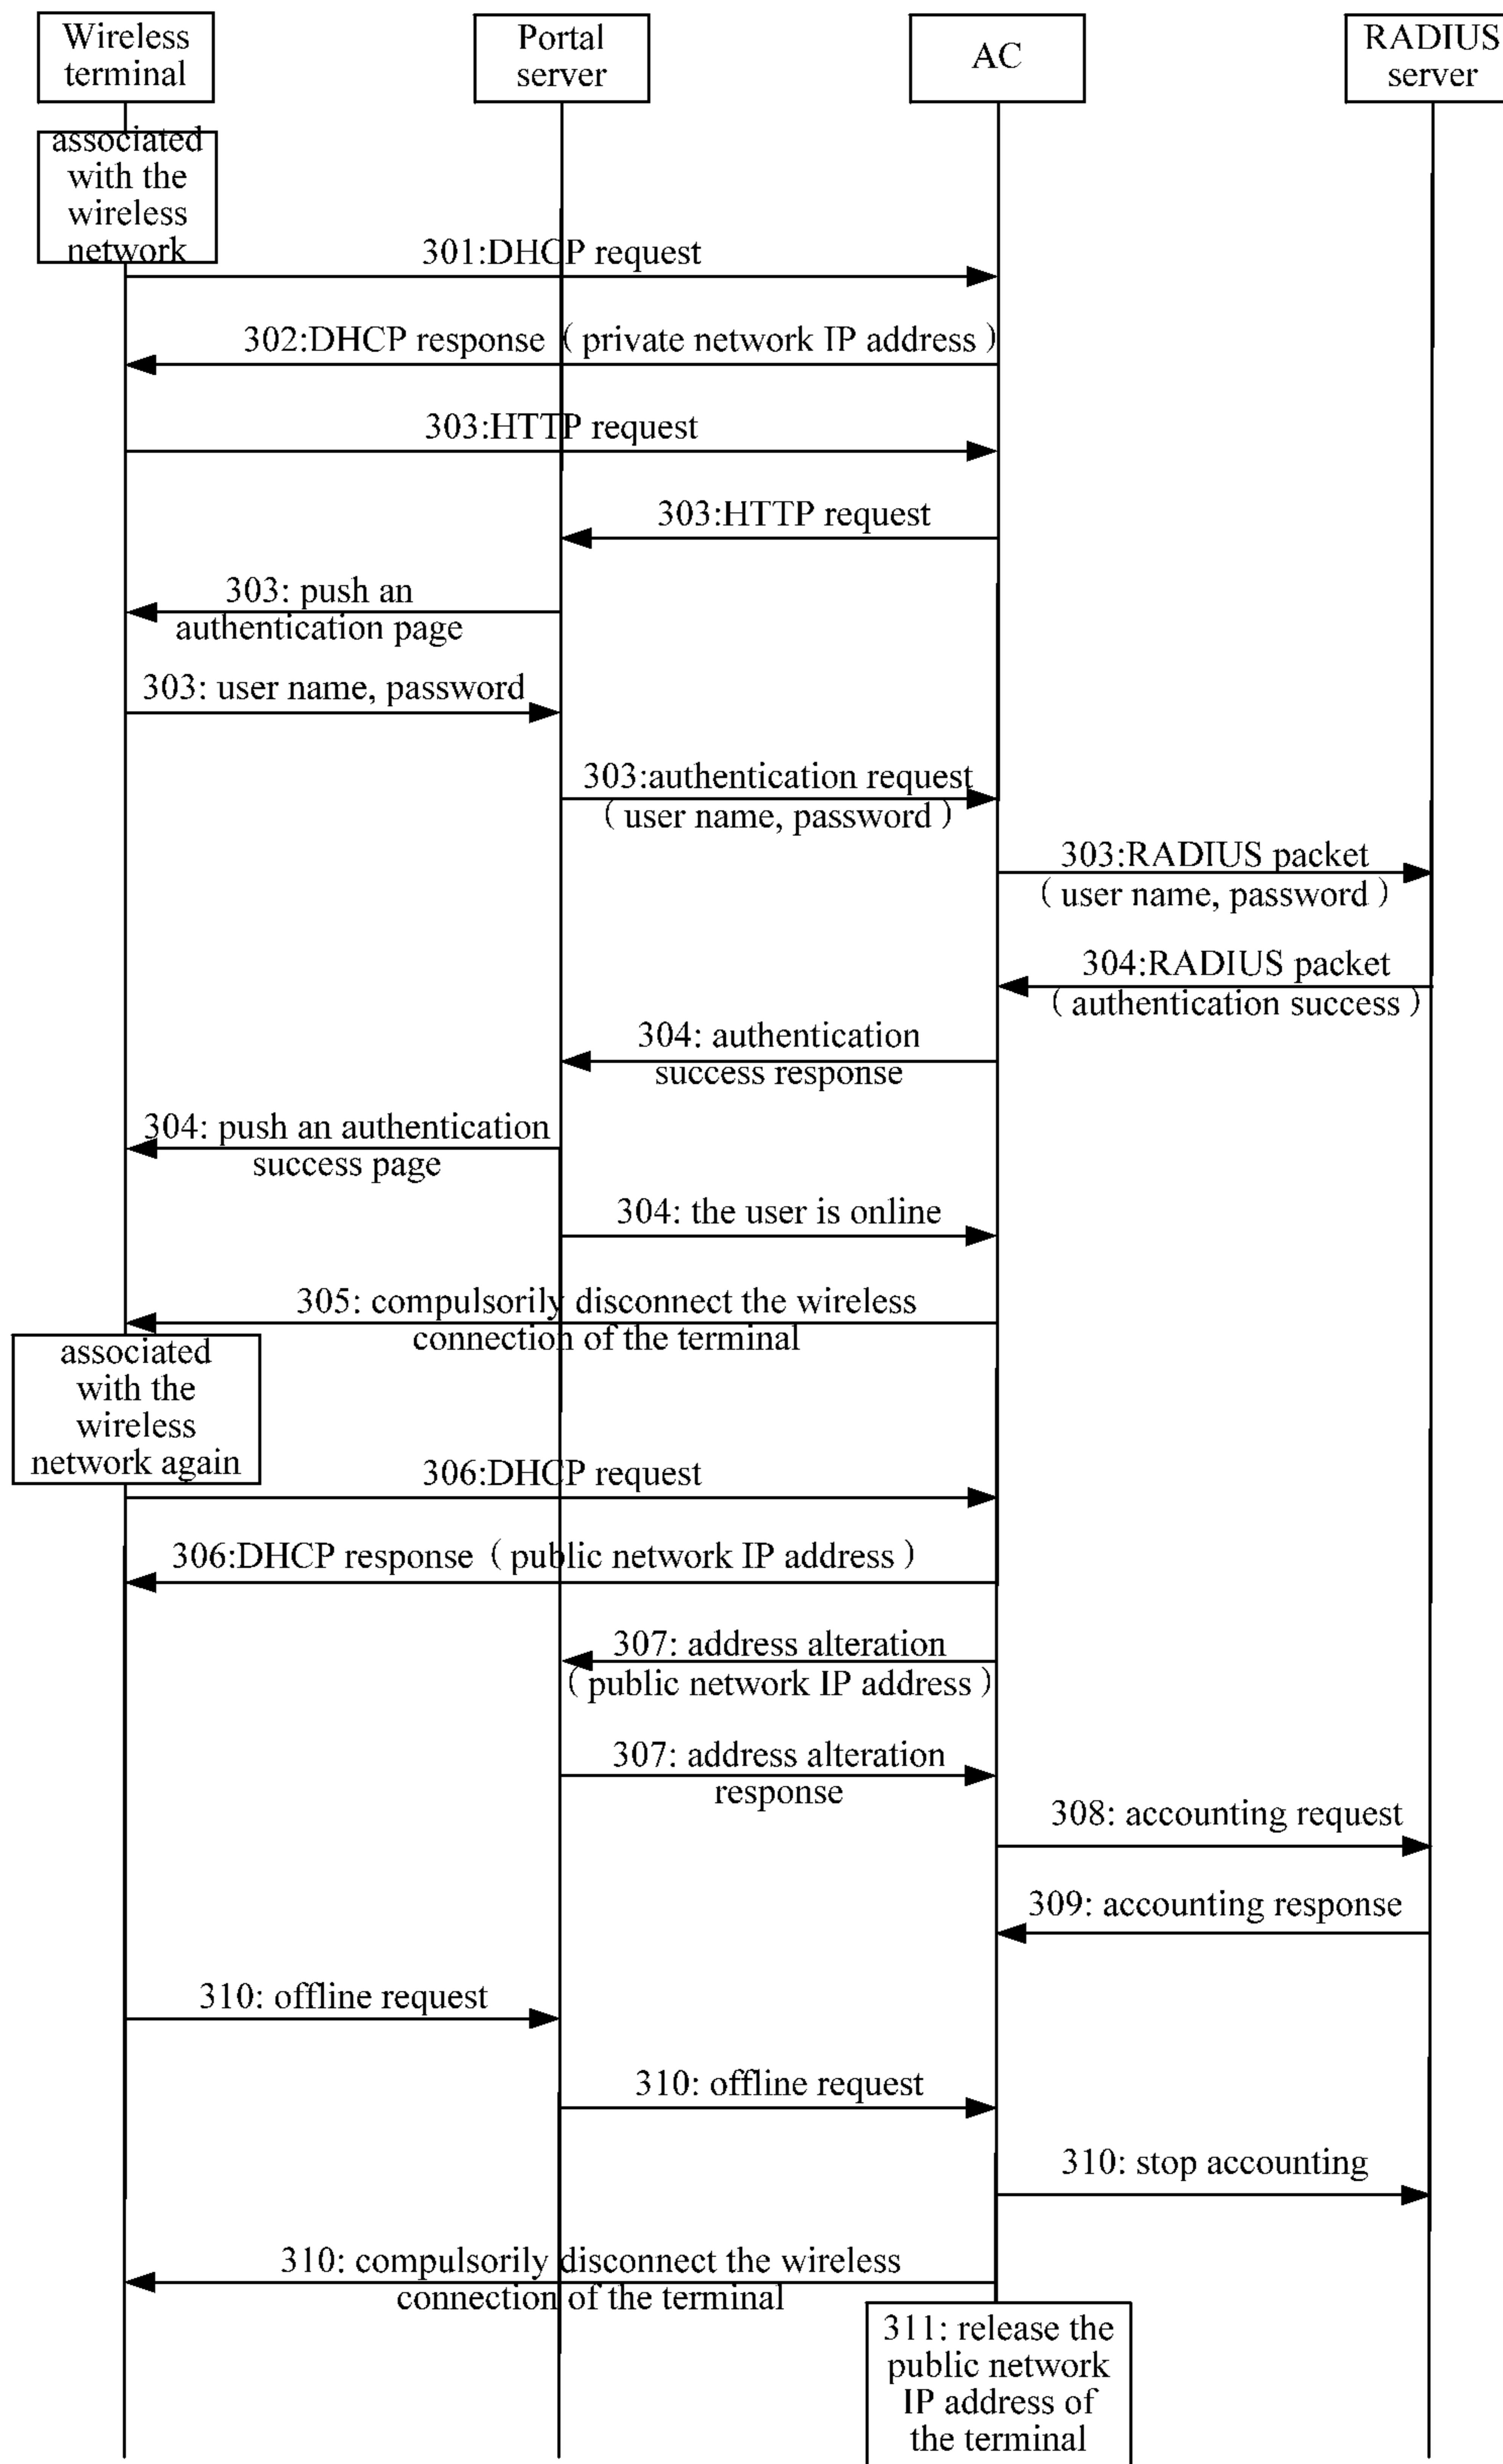 Wireless
terminal
Portal
server
AC
RADIUS
server
associated
with the
wireless
network
301:DHCP request
302:DHCP response（private network IP address）
303:HTTP request
303:HTTP request
303: push an
authentication page
303: user name, password
303:authentication request
（user name, password）
303:RADIUS packet
（user name, password）
304:RADIUS packet
（authentication success）
304: authentication
success response
304: push an authentication
success page
304: the user is online
305: compulsorily disconnect the wireless
connection of the terminal
associated
with the
wireless
network again
306:DHCP request
306:DHCP response（public network IP address）
307: address alteration
（public network IP address）
307: address alteration
response
308: accounting request
309: accounting response
310: offline request
310: offline request
310: stop accounting
310: compulsorily disconnect the wireless
connection of the terminal
311: release the
public network
IP address of
the terminal